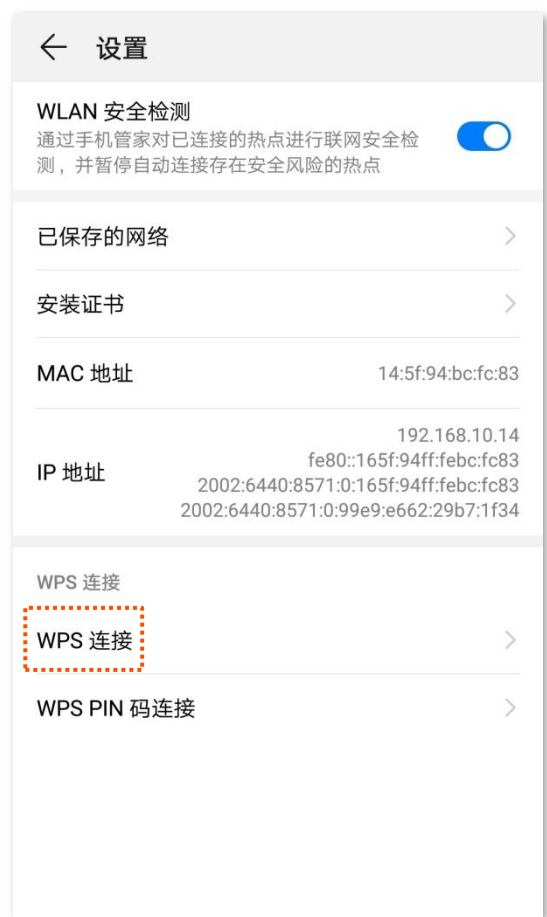 ← 设置
WLAN 安全检测
通过手机管家对已连接的热点进行联网安全检
测，并暂停自动连接存在安全风险的热点
已保存的网络
安装证书
MAC 地址 14:5f:94:bc:fc:83
192.168.10.14
fe80::165f:94ff:febc:fc83
IP 地址
2002:6440:8571:0:165f:94ff:febc:fc83
2002:6440:8571:0:99e9:e662:29b7:1f34
WPS 连接
WPS 连接
WPS PIN 码连接